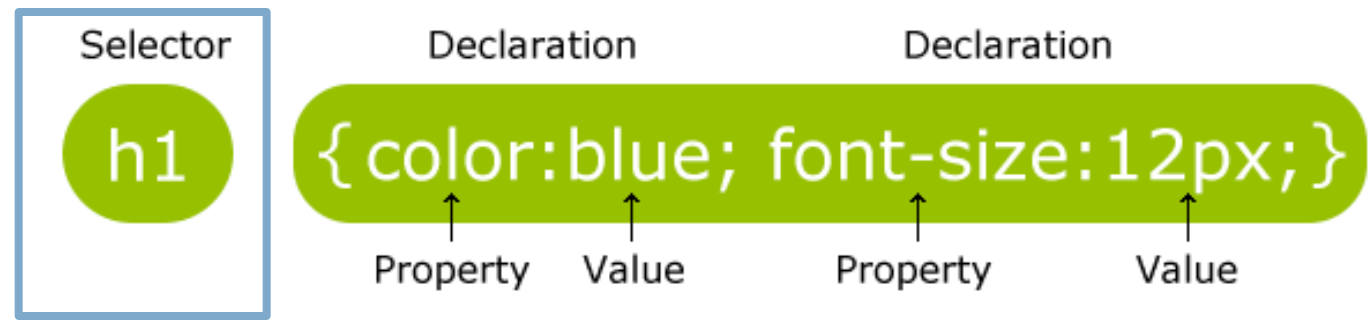 Selector Declaration Declaration
h1 {color:blue; font-size:12px;}
Property Value Property Value